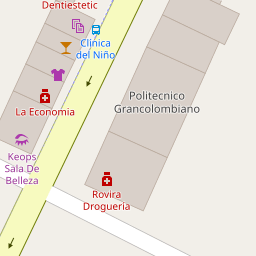 Dentiestetic
Clínica
del Niño
Politecnico
Grancolombiano
La Economia
Keops
Sala De
Belleza
Rovira
Drogueria